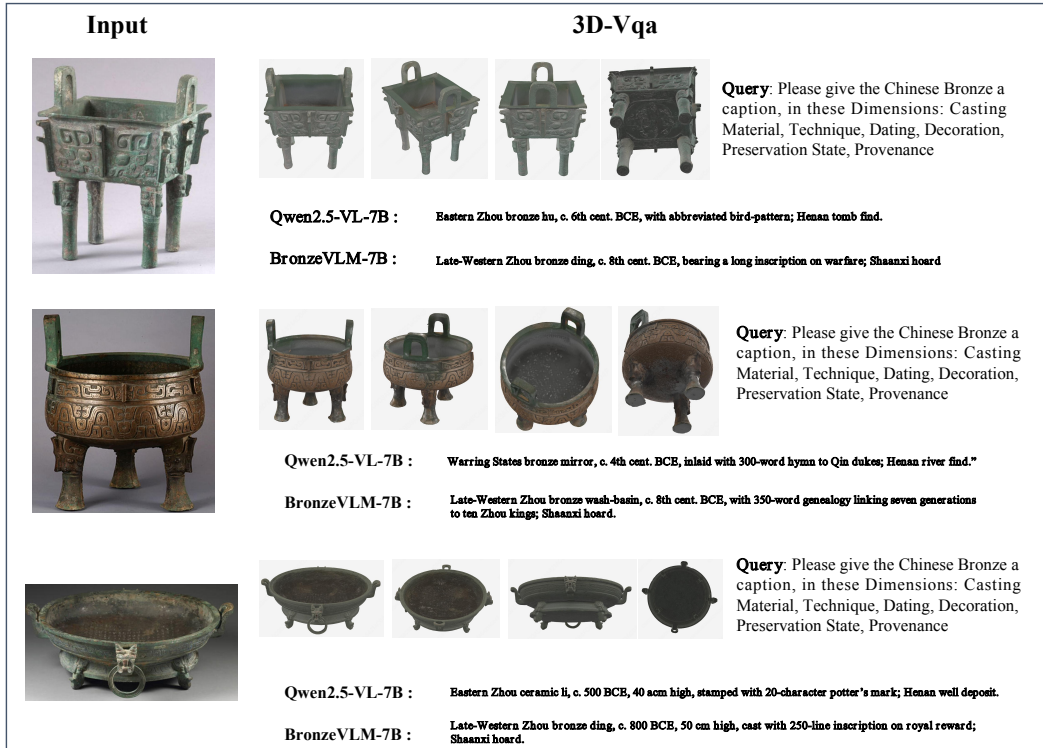 Input
3D-Vqa
Query: Please give the Chinese Bronze a
caption, in these Dimensions: Casting
Material, Technique, Dating, Decoration,
Preservation State, Provenance
Qwen2.5-VL-7B : Eastern Zhou bronze hu, c. 6th cent. BCE, with abbreviated bird-pattern; Henan tomb find.
BronzeVLM-7B : Late-Western Zhou bronze ding, c. 8th cent. BCE, bearing a long inscription on warfare; Shaanxi hoard
Query: Please give the Chinese Bronze a
caption, in these Dimensions: Casting
Material, Technique, Dating, Decoration,
Preservation State, Provenance
Qwen2.5-VL-7B : Warring States bronze mirror, c. 4th cent. BCE, inlaid with 300-word hymn to Qin dukes; Henan river find.”
BronzeVLM-7B : Late-Western Zhou bronze wash-basin, c. 8th cent. BCE, with 350-word genealogy linking seven generations
to ten Zhou kings; Shaanxi hoard.
Query: Please give the Chinese Bronze a
caption, in these Dimensions: Casting
Material, Technique, Dating, Decoration,
Preservation State, Provenance
Qwen2.5-VL-7B : Eastern Zhou ceramic li, c. 500 BCE, 40 acm high, stamped with 20-character potter’s mark; Henan well deposit.
BronzeVLM-7B : Late-Western Zhou bronze ding, c. 800 BCE, 50 cm high, cast with 250-line inscription on royal reward;
Shaanxi hoard.